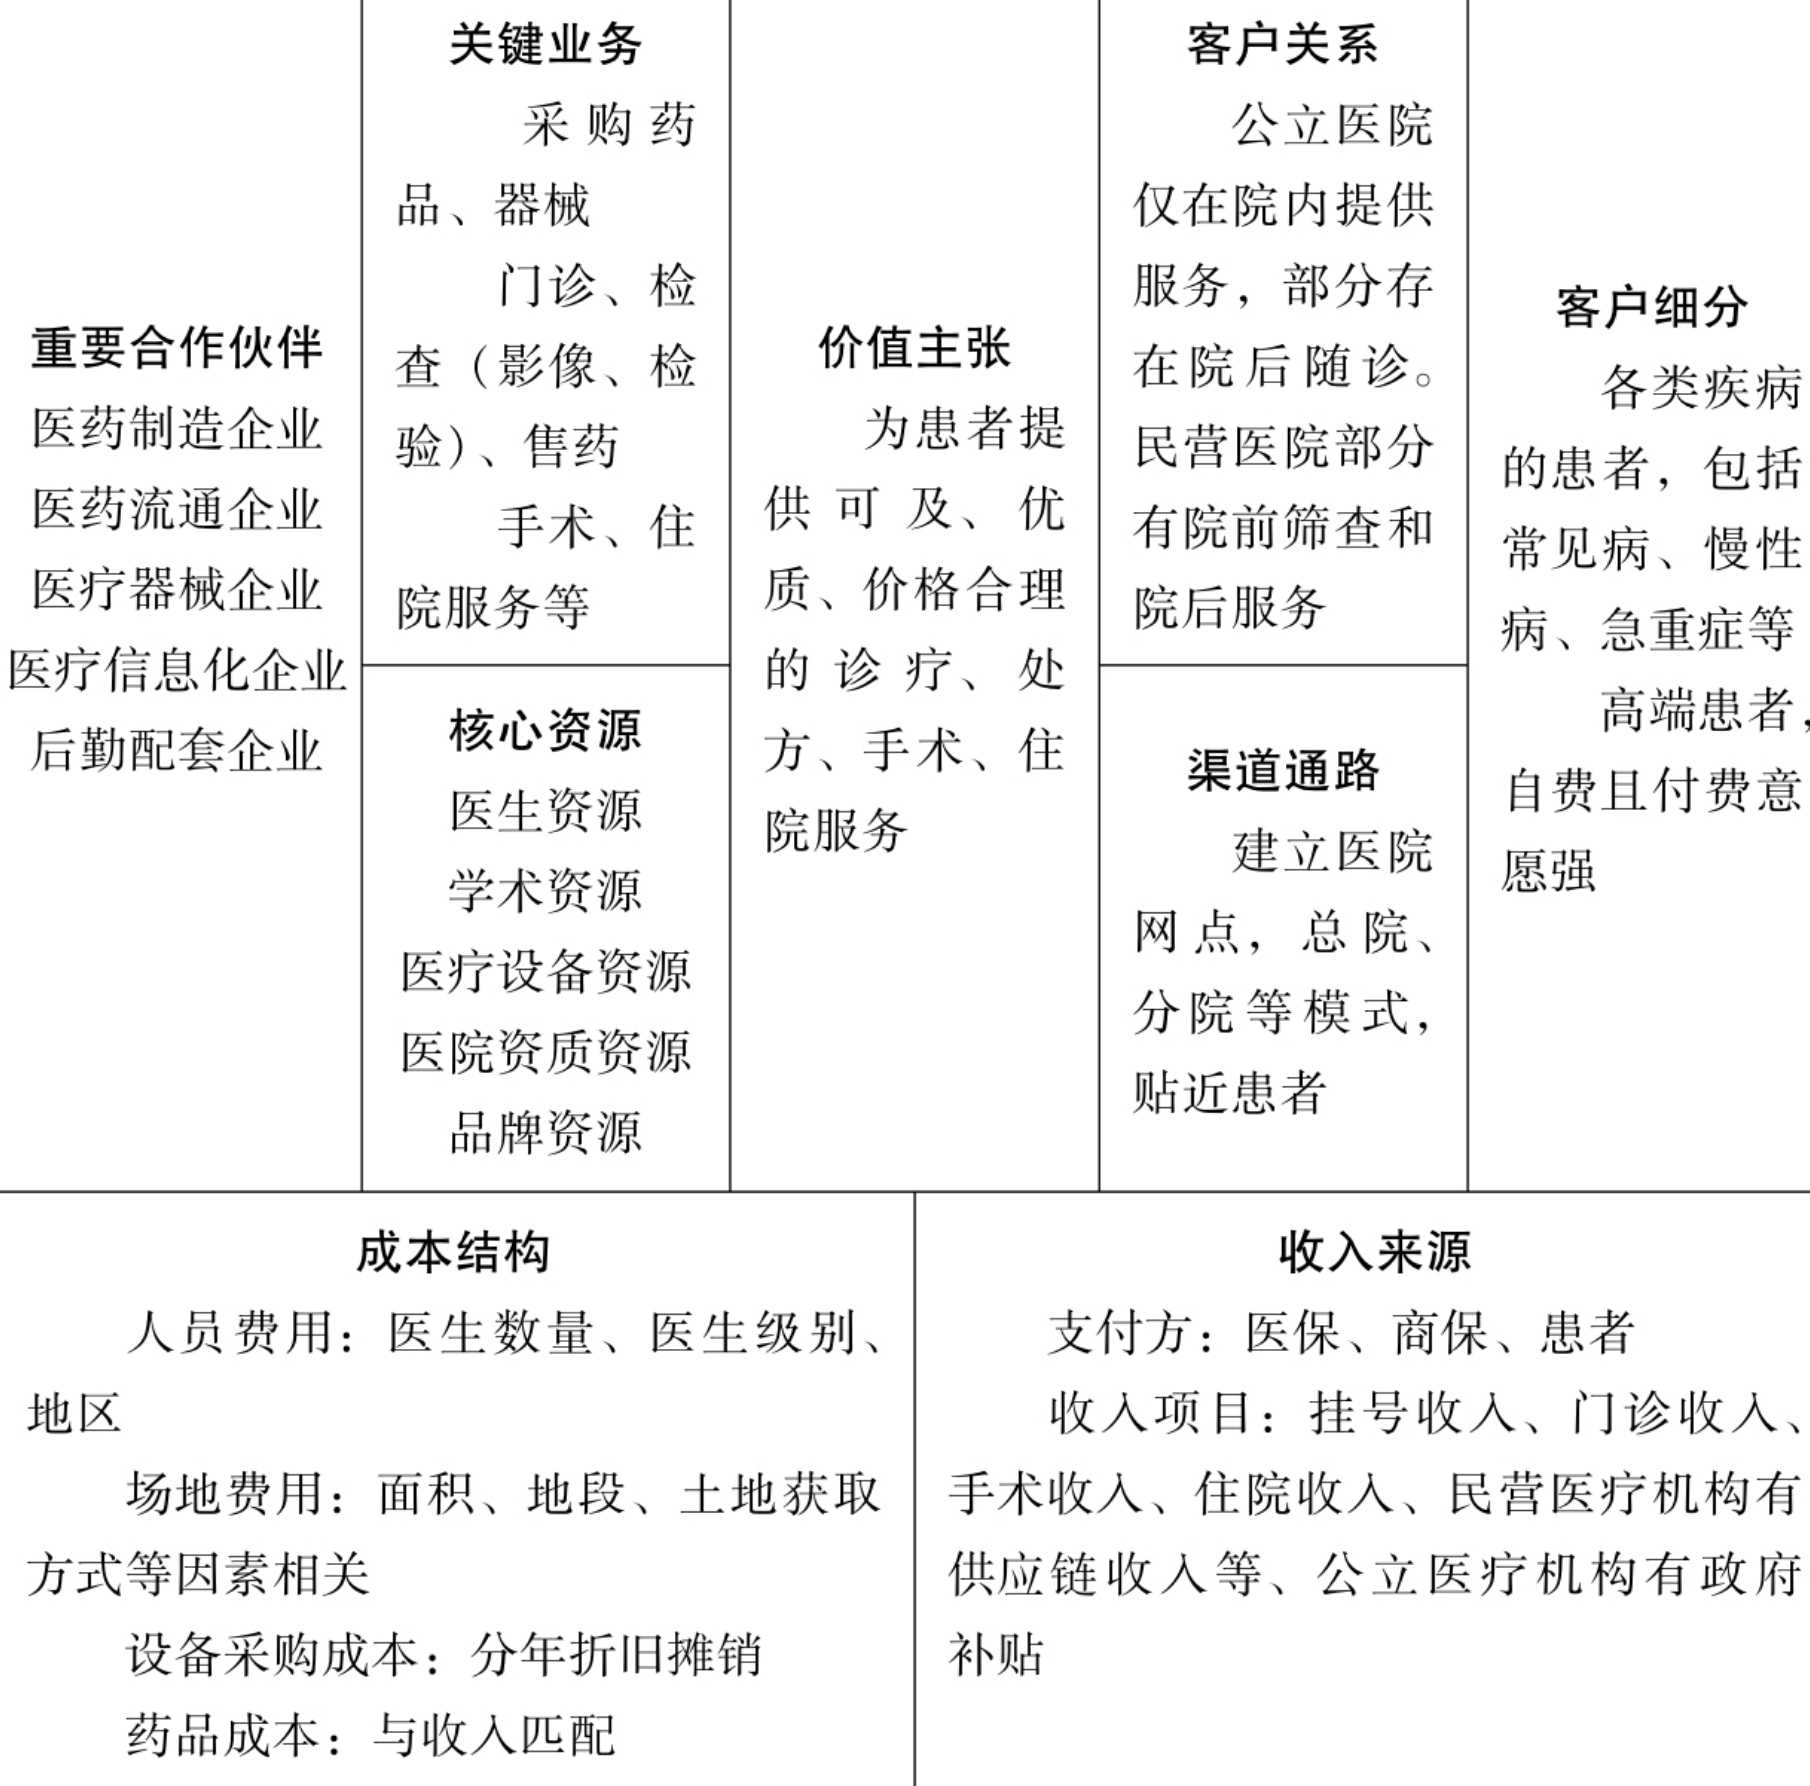 重要合作伙伴
医药制造企业
医药流通企业
医疗器械企业
医疗信息化企业
后勤配套企业
关键业务
采购药
品、器械
门诊、检
查（影像、检
验）、售药
手术、住
院服务等
核心资源
医生资源
学术资源
医疗设备资源
医院资质资源
品牌资源
价值主张
为患者提
供可及、优
质、价格合理
的诊疗、处
方、手术、住
院服务
客户关系
公立医院
仅在院内提供
服务，部分存
在院后随诊。
民营医院部分
有院前筛查和
院后服务
渠道通路
建立医院
网点，总院、
分院等模式，
贴近患者
客户细分
各类疾病
的患者，包括
常见病、慢性
病、急重症等
高端患者，
自费且付费意
愿强
成本结构
人员费用：医生数量、医生级别、
地区
场地费用：面积、地段、土地获取
方式等因素相关
设备采购成本：分年折旧摊销
药品成本：与收入匹配
收入来源
支付方：医保、商保、患者
收入项目：挂号收入、门诊收入、
手术收入、住院收入、民营医疗机构有
供应链收入等、公立医疗机构有政府
补贴